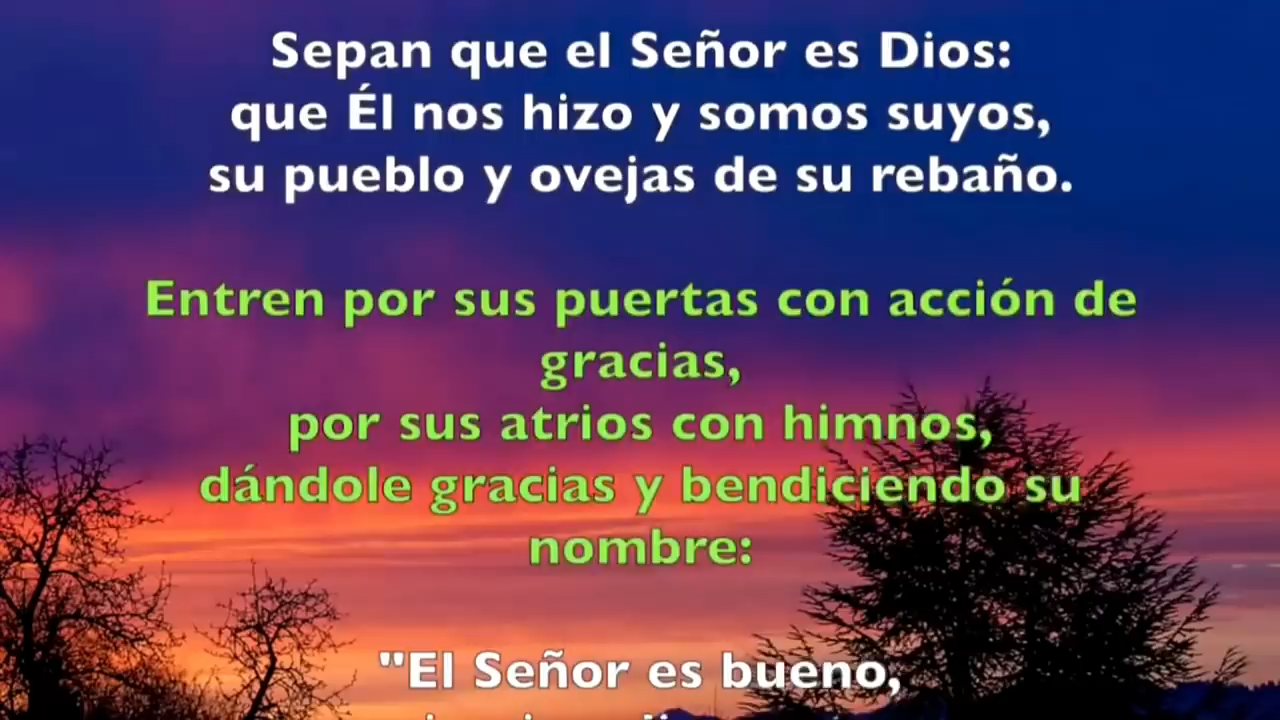 Sepan que el Señor es Dios:
que Él nos hizo y somos suyos,
su pueblo y ovejas de su rebaño.
Entren por sus puertas con acción de
gracias,
por sus atrios con himnos,
dándole gracias y bendiciendo su
nombre:
"El Señor es bueno,